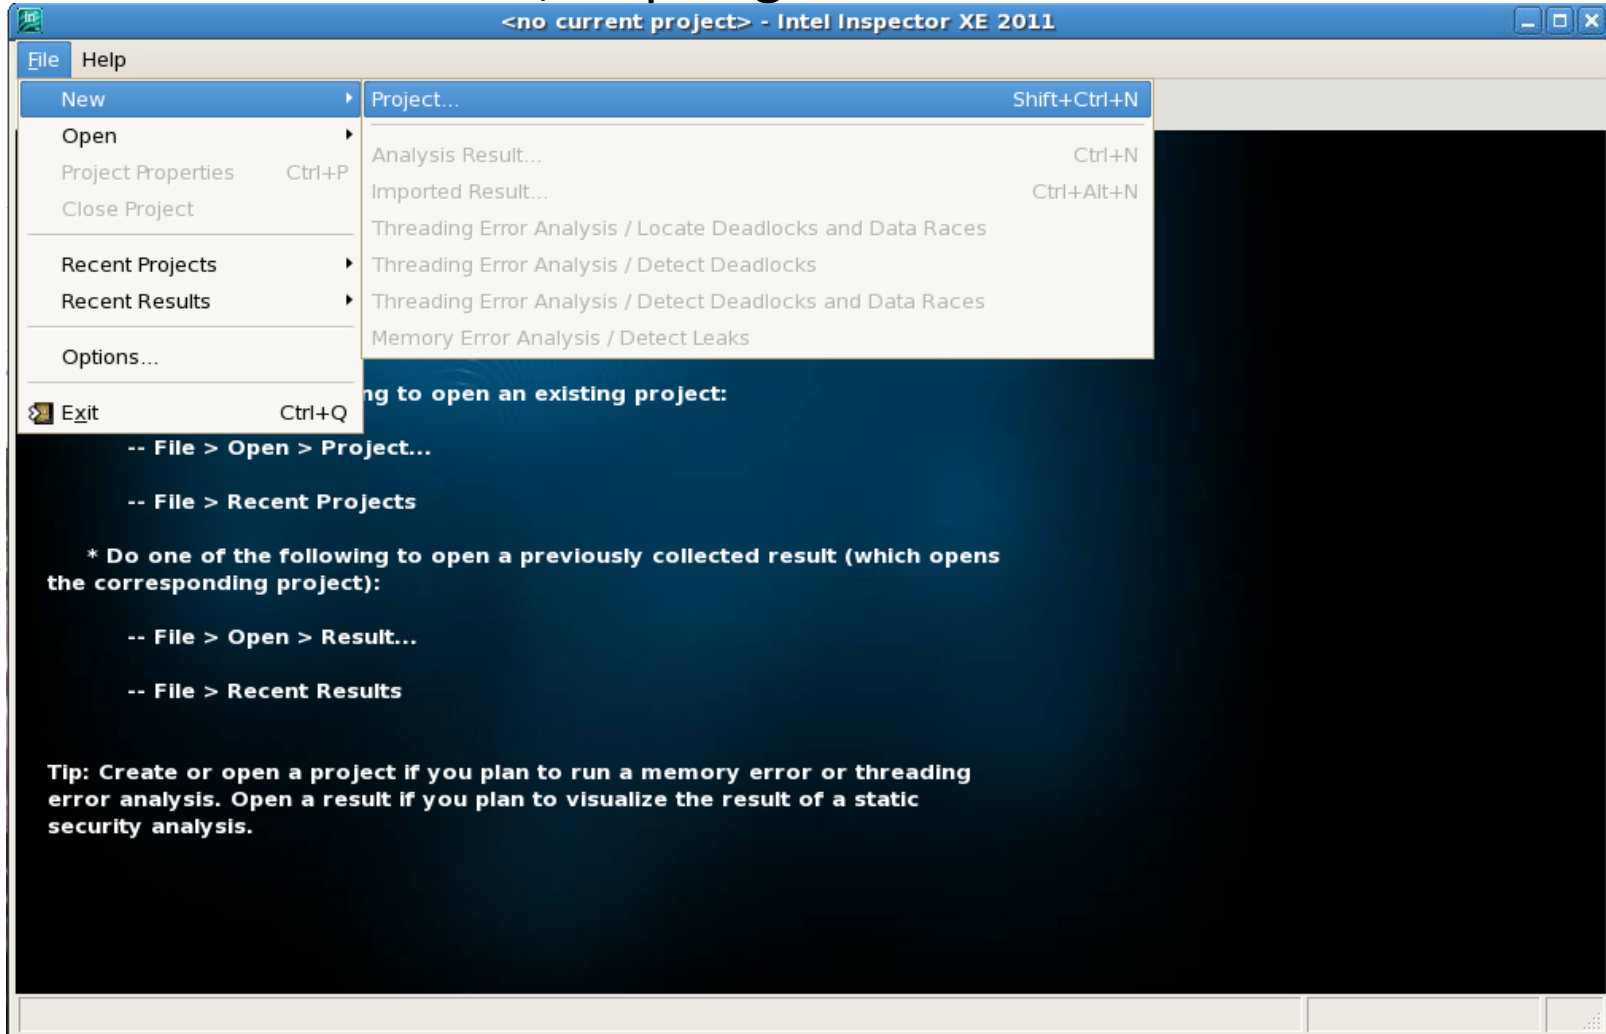 <no current project> - Intel Inspector XE 2011
File Help
New
Open
Project Properties Ctrl+P
Close Project
Recent Projects
Recent Results
Options...
Exit Ctrl+Q
Project... Shift+Ctrl+N
Analysis Result... Ctrl+N
Imported Result... Ctrl+Alt+N
Threading Error Analysis / Locate Deadlocks and Data Races
Threading Error Analysis / Detect Deadlocks
Threading Error Analysis / Detect Deadlocks and Data Races
Memory Error Analysis / Detect Leaks
ng to open an existing project:
-- File > Open > Project...
-- File > Recent Projects
* Do one of the following to open a previously collected result (which opens
the corresponding project):
-- File > Open > Result...
-- File > Recent Results
Tip: Create or open a project if you plan to run a memory error or threading
error analysis. Open a result if you plan to visualize the result of a static
security analysis.